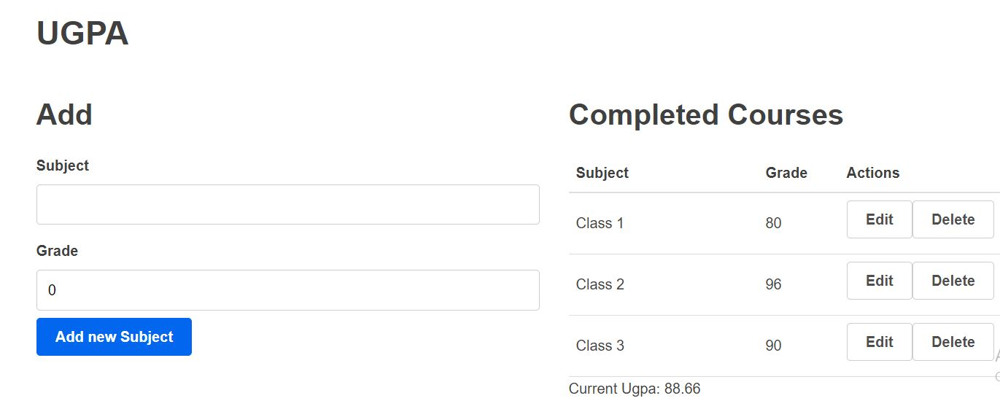 UGPA
Add
Subject
Grade
0
Add new Subject
Completed Courses
Subject Grade Actions
Class 1 80 Edit Delete
Class 2 96 Edit Delete
Class 3 90 Edit Delete
Current Ugpa: 88.66